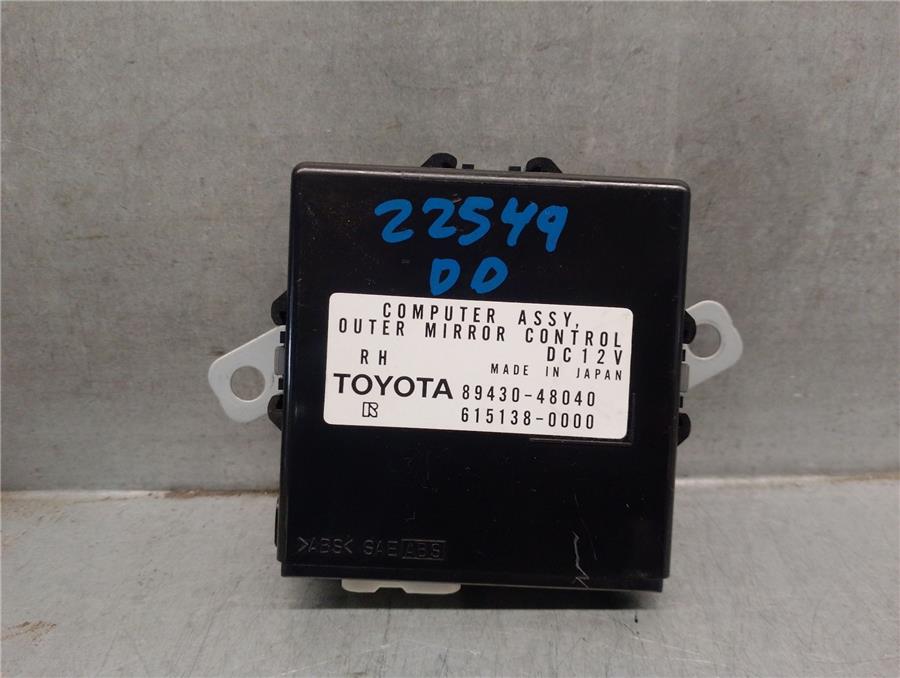 22549
DD
COMPUTER ASSY,
OUTER MIRROR CONTROL
RH DC12V
MADE IN JAPAN
TOYOTA 89430-48040
R 615138-0000
>ABS< GAE ABS